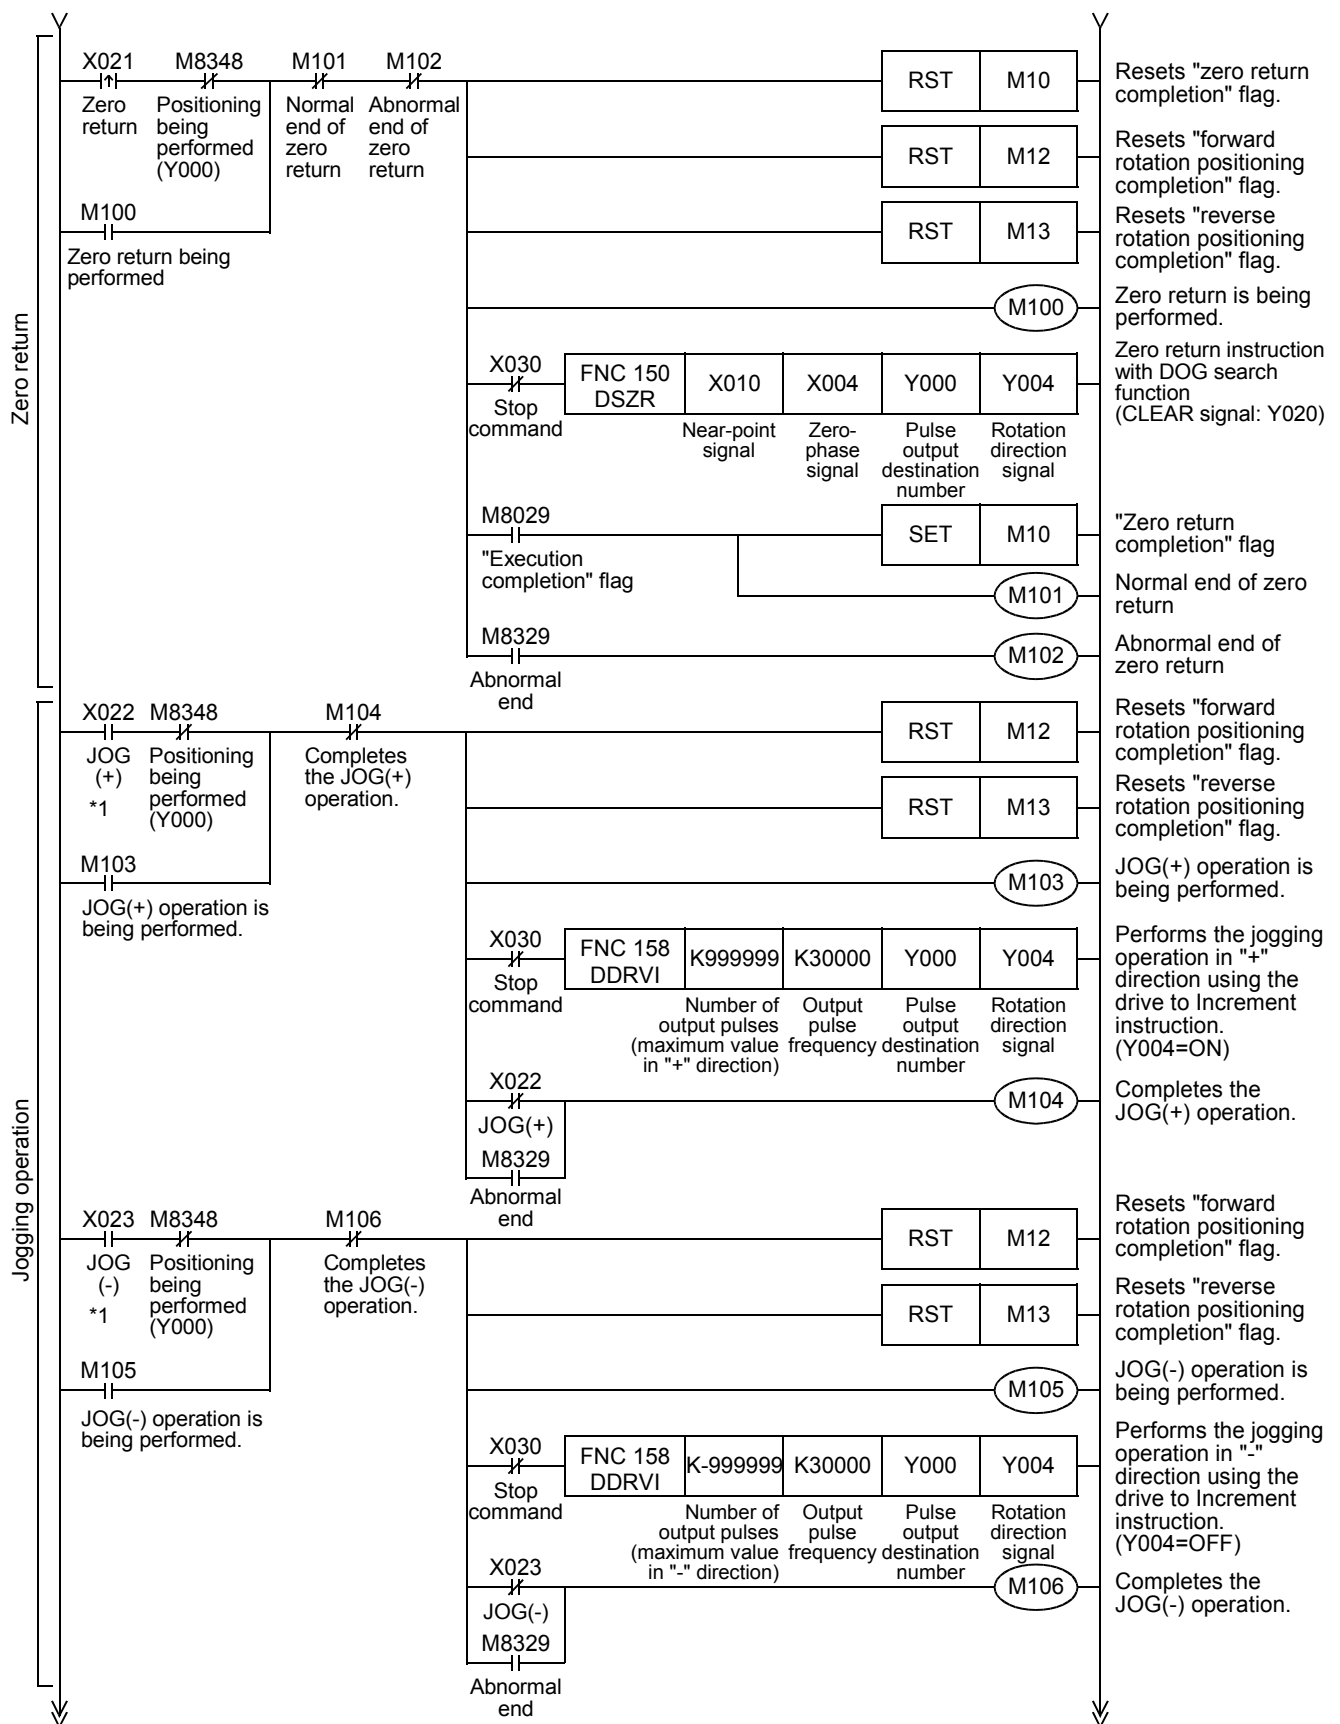 Zero return
X021
M8348
M101
M102
Zero
return
Positioning
being
performed
(Y000)
Normal
end of
zero
return
Abnormal
end of
zero
return
RST
M10
Resets "zero return
completion" flag.
RST
M12
Resets "forward
rotation positioning
completion" flag.
M100
Zero return being
performed
RST
M13
Resets "reverse
rotation positioning
completion" flag.
M100
Zero return is being
performed.
X030
Stop
command
FNC 150
DSZR
X010
X004
Y000
Y004
Near-point
signal
Zero-
phase
signal
Pulse
output
destination
number
Rotation
direction
signal
Zero return instruction
with DOG search
function
(CLEAR signal: Y020)
M8029
"Execution
completion" flag
SET
M10
"Zero return
completion" flag
M101
Normal end of zero
return
M8329
Abnormal
end
M102
Abnormal end of
zero return
Jogging operation
X022
M8348
M104
JOG
(+)
*1
Positioning
being
performed
(Y000)
Completes
the JOG(+)
operation.
RST
M12
Resets "forward
rotation positioning
completion" flag.
RST
M13
Resets "reverse
rotation positioning
completion" flag.
M103
JOG(+) operation is
being performed.
M103
JOG(+) operation is
being performed.
X030
Stop
command
FNC 158
DDRVI
K999999
K30000
Y000
Y004
Number of
output pulses
(maximum value
in "+" direction)
Output
pulse
frequency
Pulse
output
destination
number
Rotation
direction
signal
Performs the jogging
operation in "+"
direction using the
drive to Increment
instruction.
(Y004=ON)
X022
JOG(+)
M8329
Abnormal
end
M104
Completes the
JOG(+) operation.
X023
M8348
M106
JOG
(-)
*1
Positioning
being
performed
(Y000)
Completes
the JOG(-)
operation.
RST
M12
Resets "forward
rotation positioning
completion" flag.
RST
M13
Resets "reverse
rotation positioning
completion" flag.
M105
JOG(-) operation is
being performed.
M105
JOG(-) operation is
being performed.
X030
Stop
command
FNC 158
DDRVI
K-999999
K30000
Y000
Y004
Number of
output pulses
(maximum value
in "-" direction)
Output
pulse
frequency
Pulse
output
destination
number
Rotation
direction
signal
Performs the jogging
operation in "-"
direction using the
drive to Increment
instruction.
(Y004=OFF)
X023
JOG(-)
M8329
Abnormal
end
M106
Completes the
JOG(-) operation.